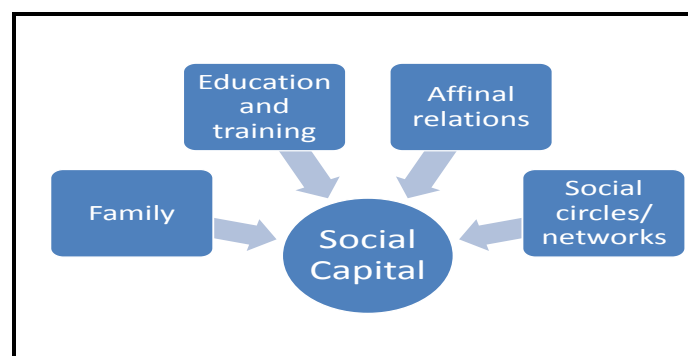 Education
and
training
Affinal
relations
Family
Social
circles/
networks
Social
Capital